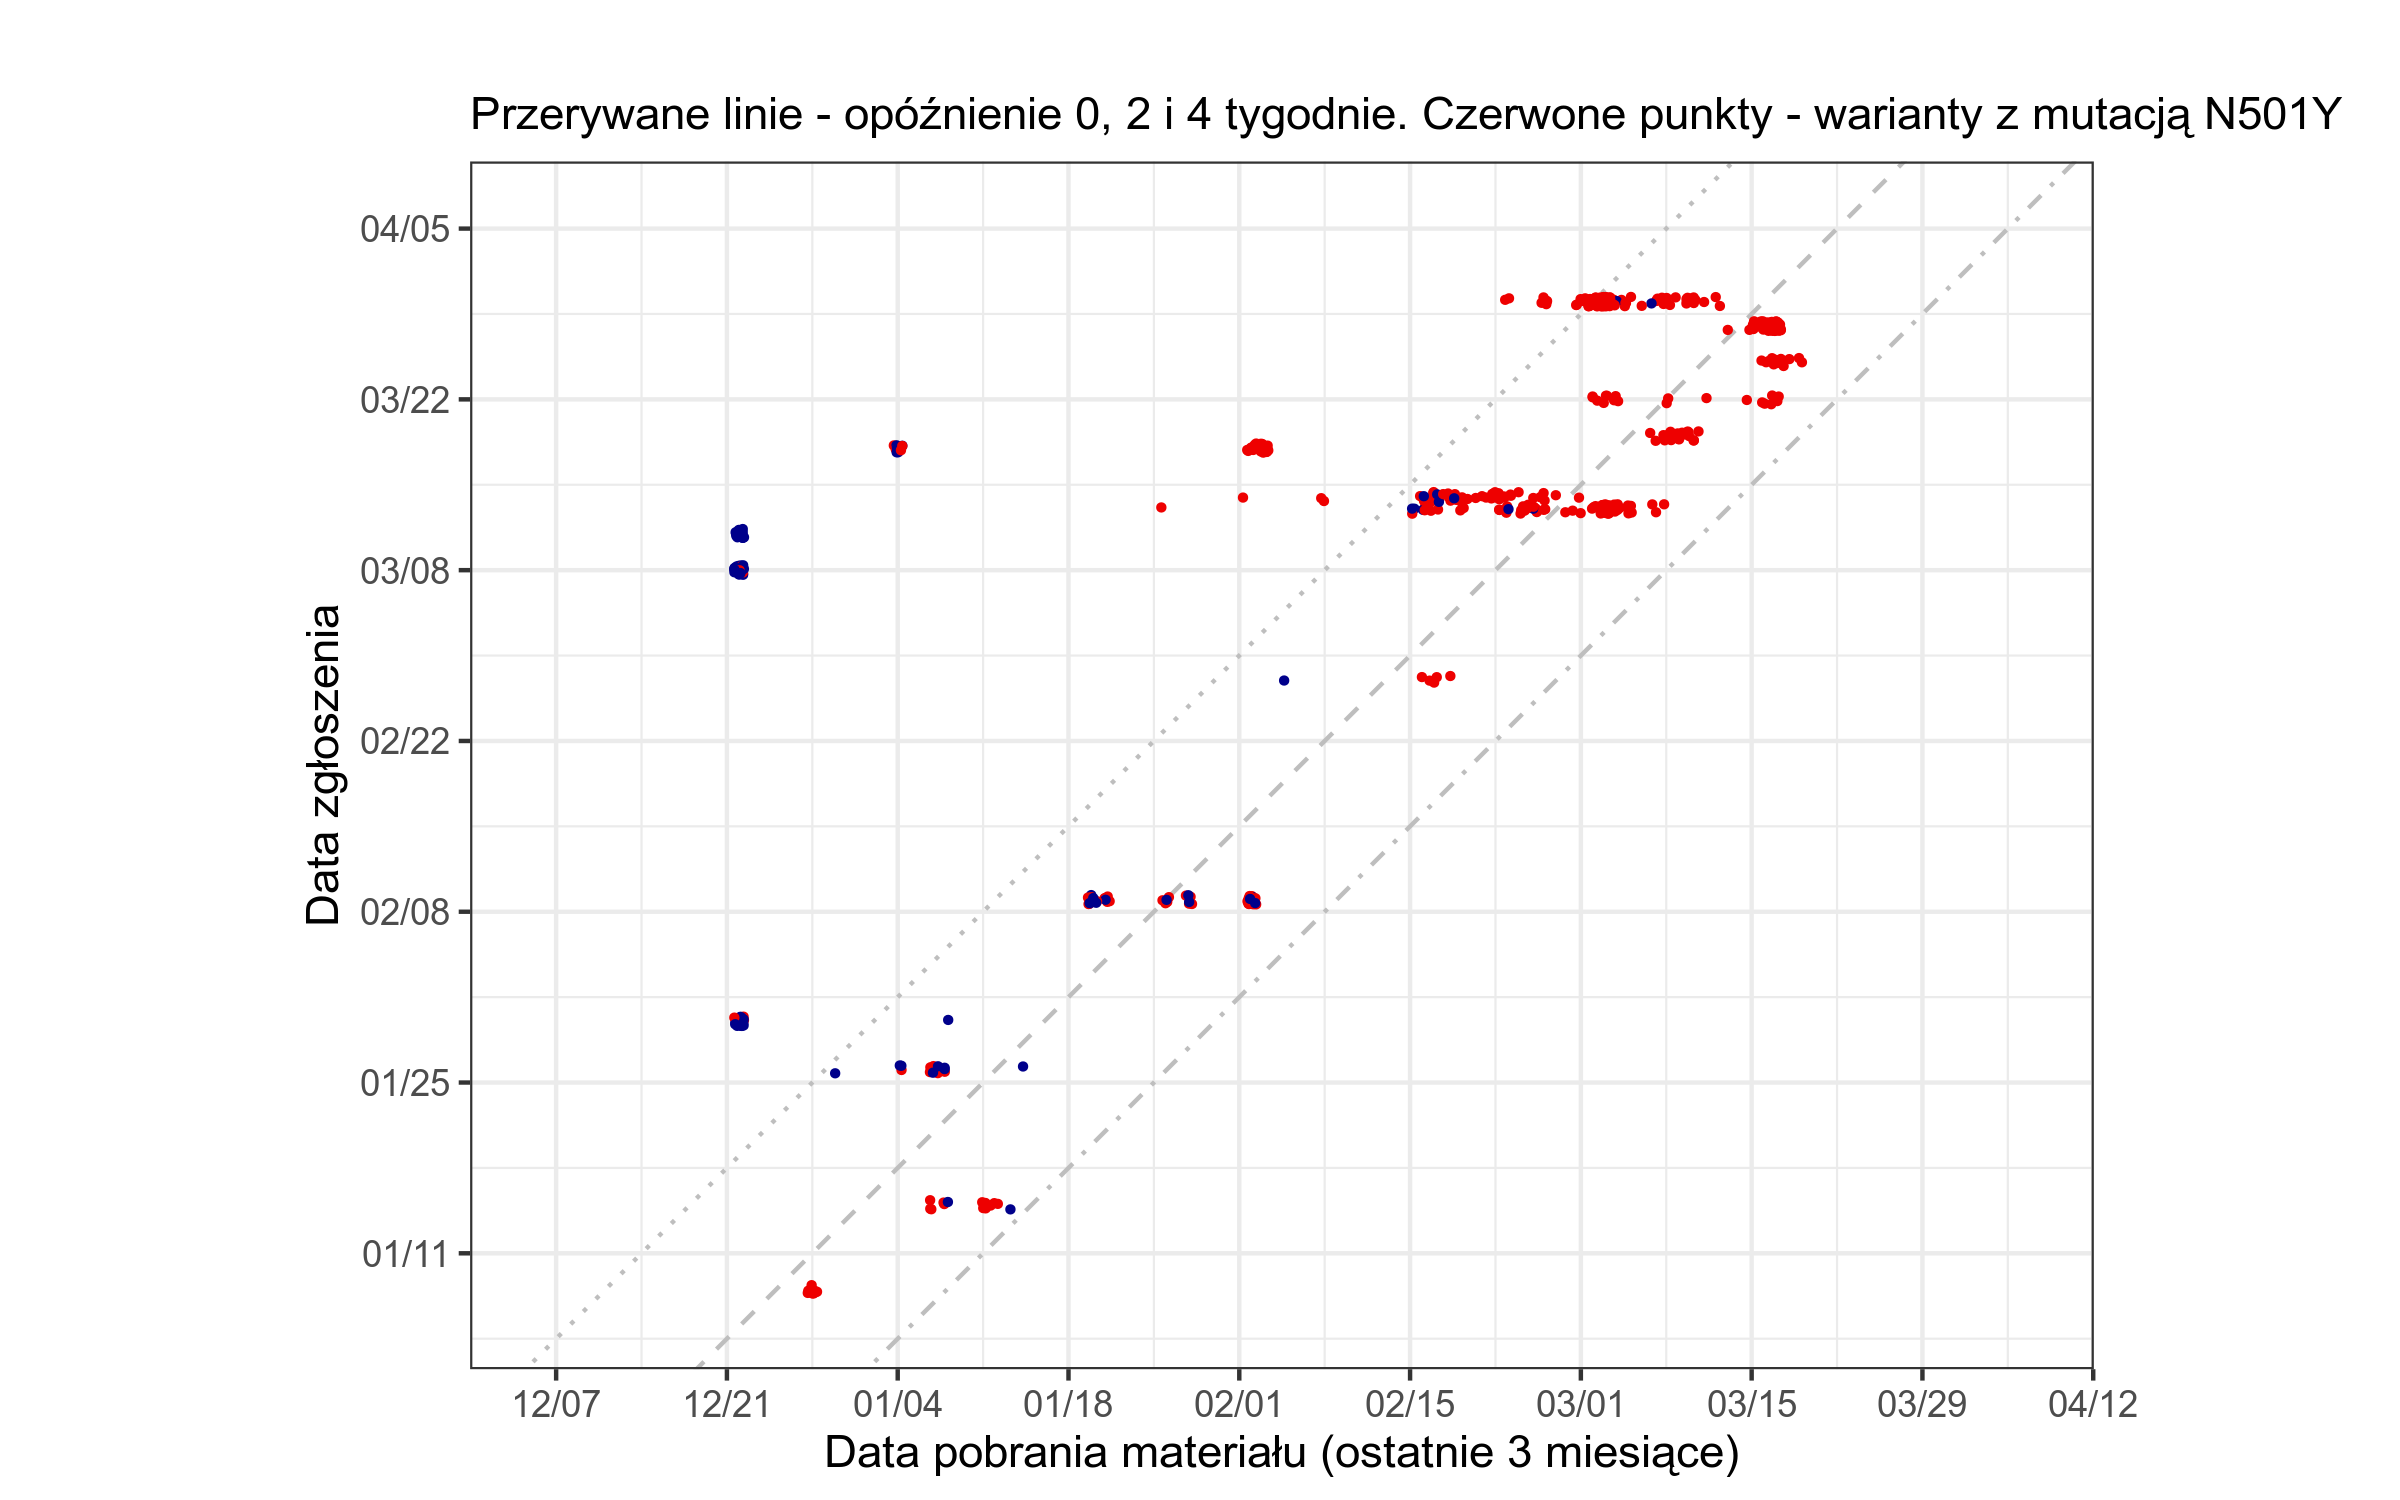 Przerywane linie - opóźnienie 0, 2 i 4 tygodnie. Czerwone punkty - warianty z mutacją N501Y
04/05
03/22
03/08
02/22
02/08
01/25
01/11
Data zgłoszenia
12/07 12/21 01/04 01/18 02/01 02/15 03/01 03/15 03/29 04/12
Data pobrania materiału (ostatnie 3 miesiące)